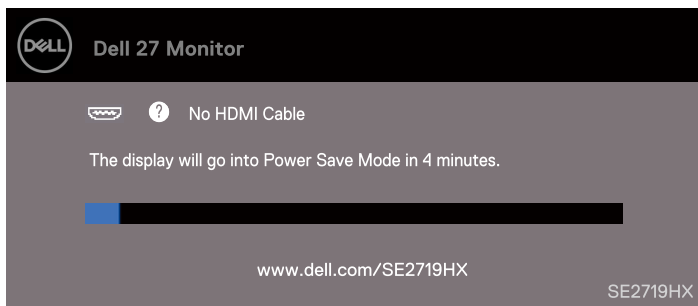 DELL
Dell 27 Monitor
? No HDMI Cable
The display will go into Power Save Mode in 4 minutes.
www.dell.com/SE2719HX
SE2719HX